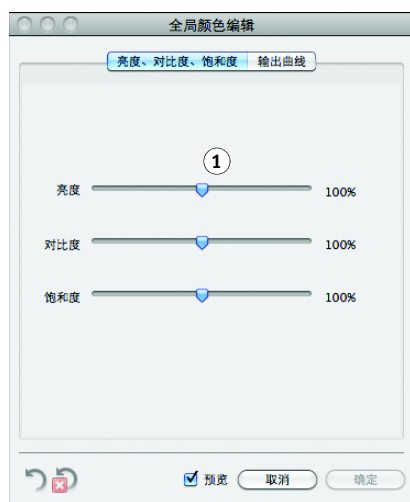 全局颜色编辑
亮度、对比度、饱和度 输出曲线
1
亮度 100%
对比度 100%
饱和度 100%
预览 取消 确定